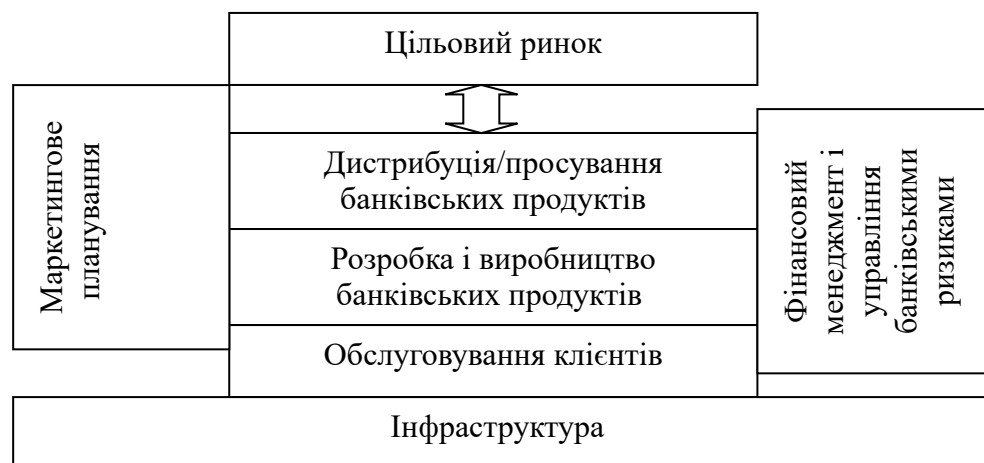 Цільовий ринок
Маркетингове
планування
Дистрибуція/просування
банківських продуктів
Розробка і виробництво
банківських продуктів
Обслуговування клієнтів
Фінансовий
менеджмент і
управління
банківськими
ризиками
Інфраструктура